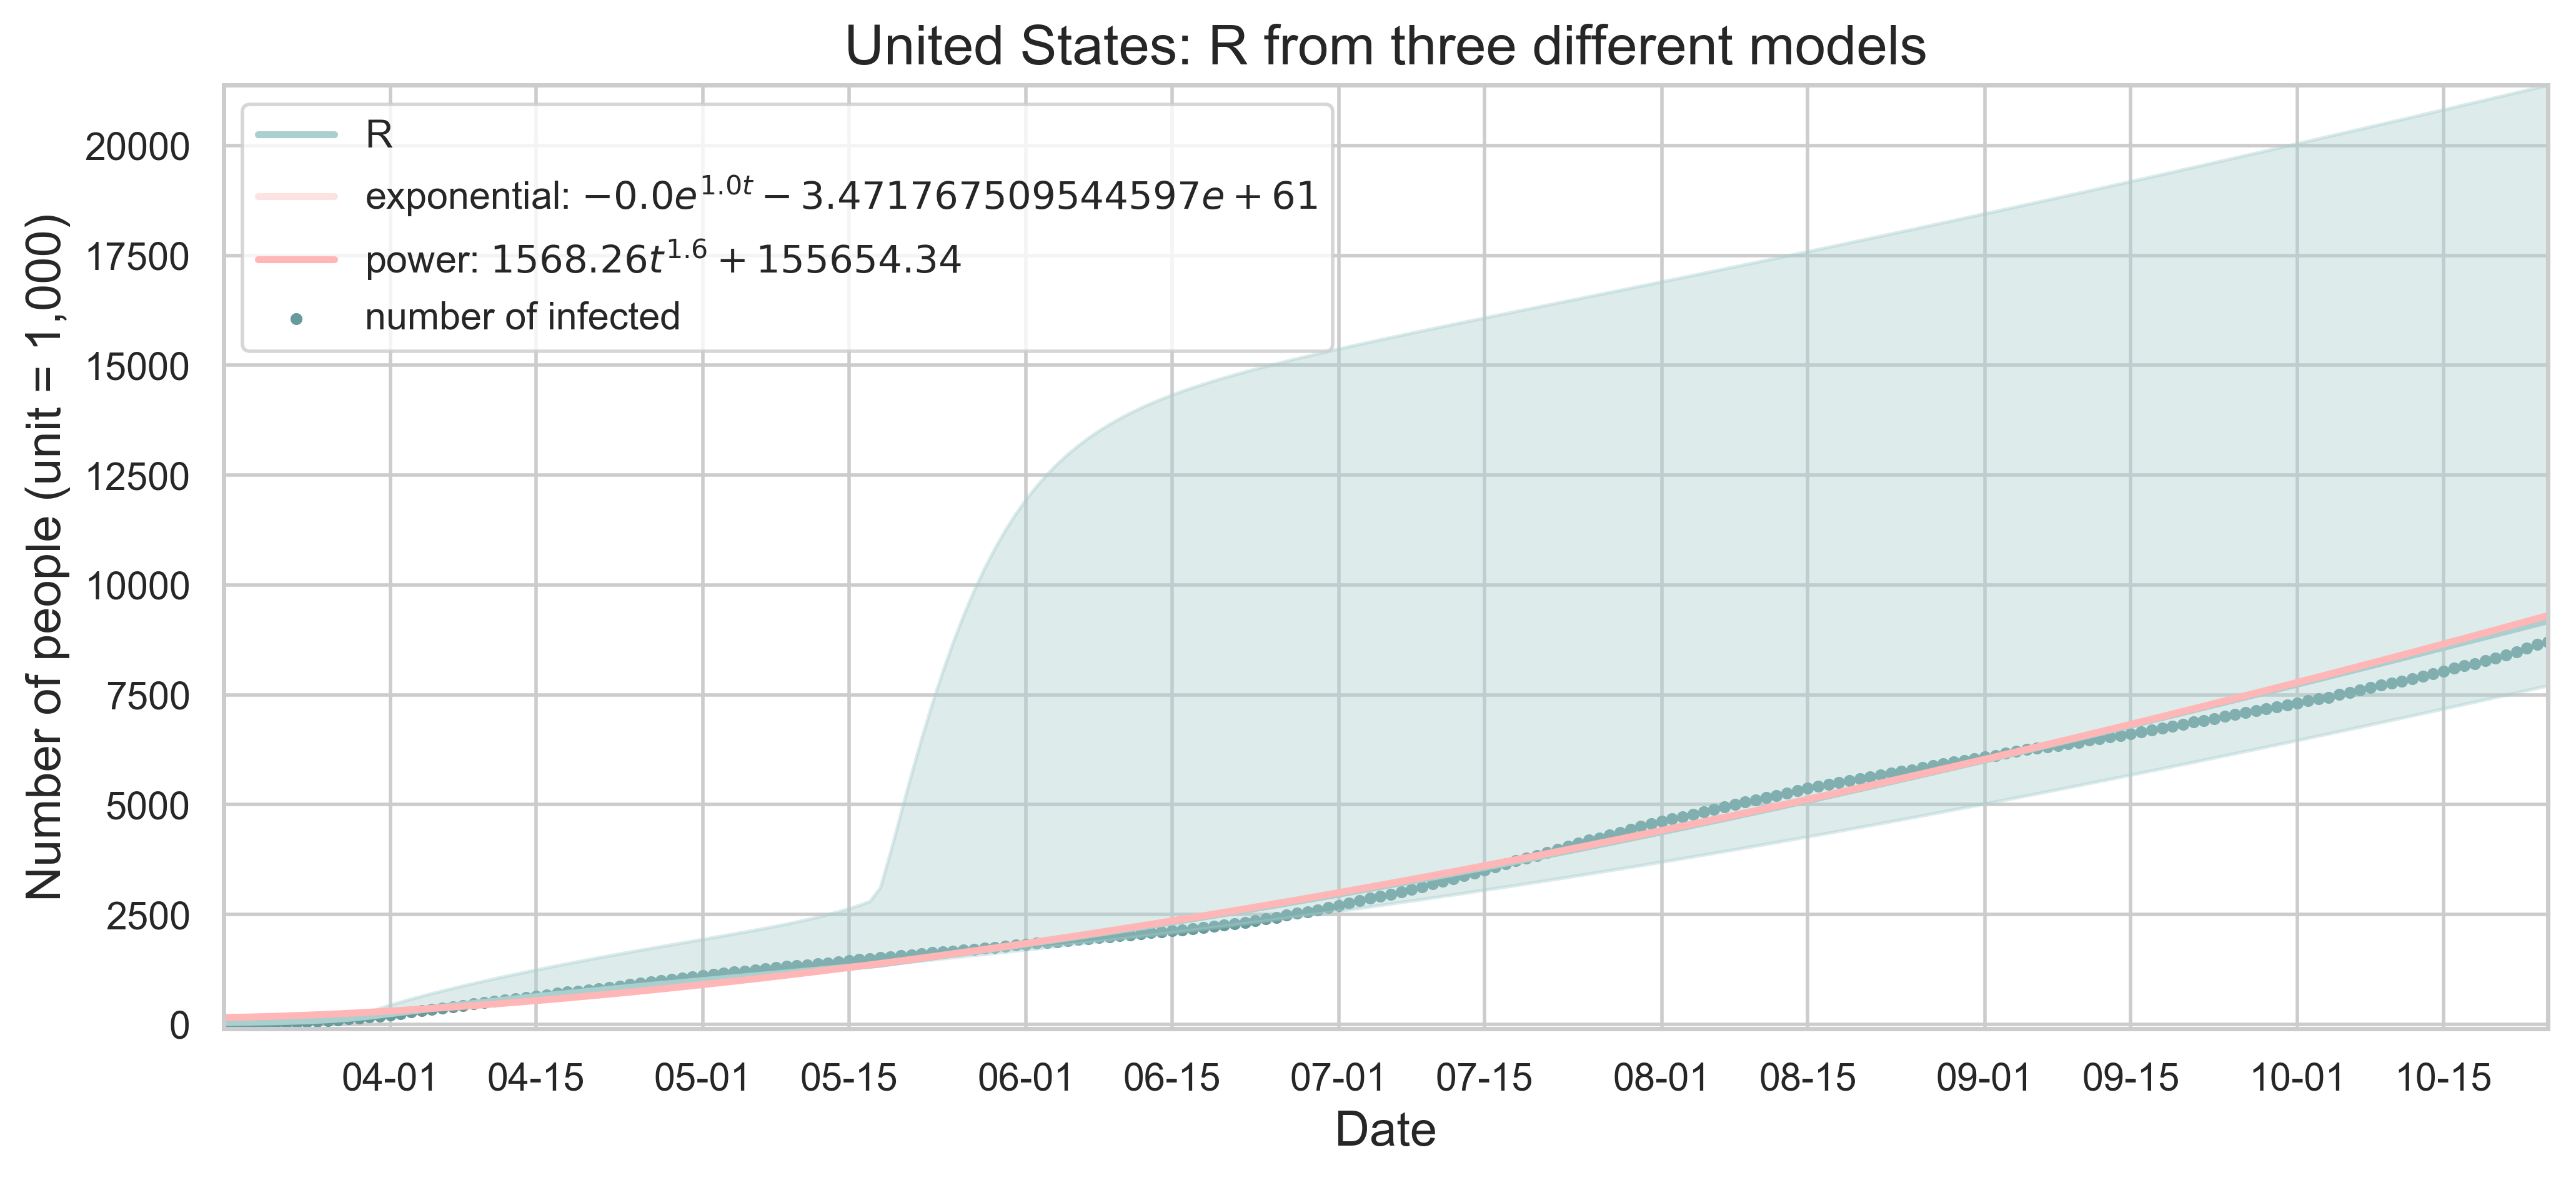 United States: R from three different models
R
exponential: −0.0e^{1.0t} − 3.4717675095445​97e + 61
power: 1568.26t^{1.6} + 155654.34
number of infected
Number of people (unit = 1,000)
20000
17500
15000
12500
10000
7500
5000
2500
0
04-01 04-15 05-01 05-15 06-01 06-15 07-01 07-15 08-01 08-15 09-01 09-15 10-01 10-15
Date